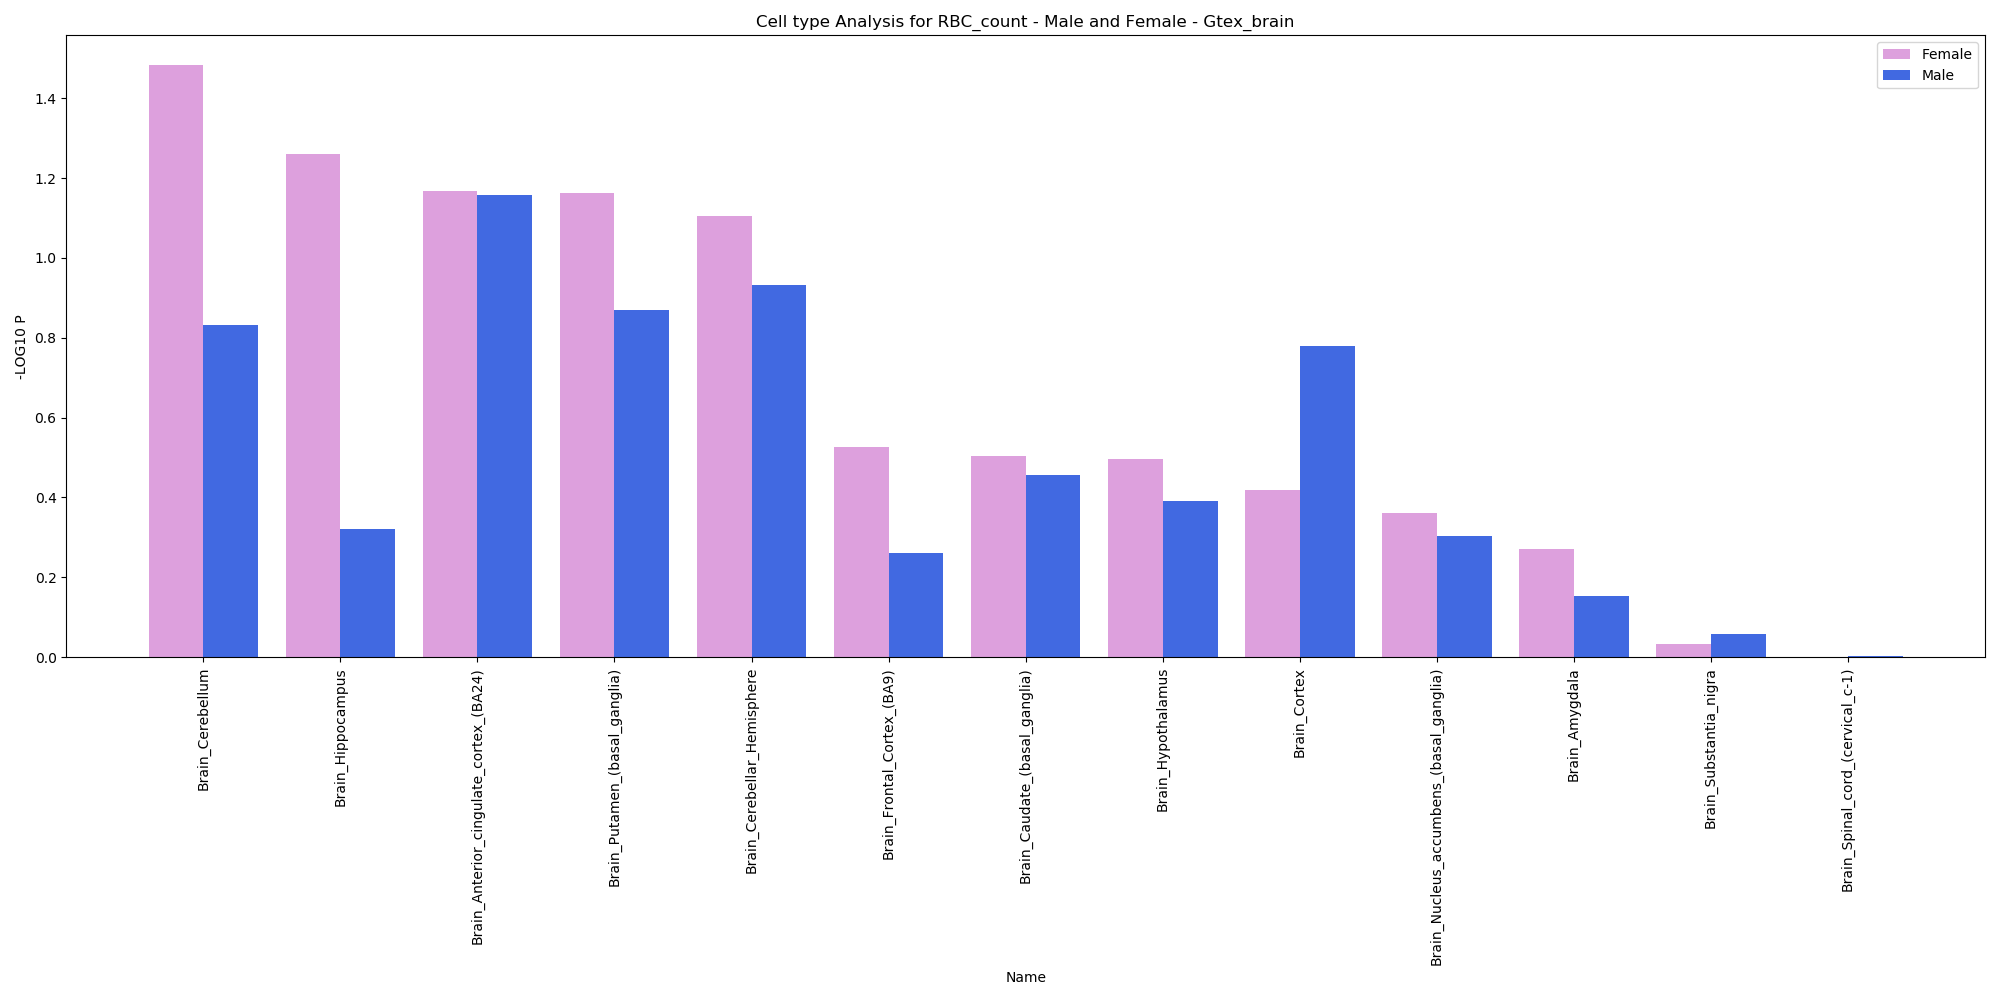 Cell type Analysis for RBC_count - Male and Female - Gtex_brain
Female
Male
-LOG10 P
1.4
1.2
1.0
0.8
0.6
0.4
0.2
0.0
Brain_Cerebellum
Brain_Hippocampus
Brain_Anterior_cingulate_cortex_(BA24)
Brain_Putamen_(basal_ganglia)
Brain_Cerebellar_Hemisphere
Brain_Frontal_Cortex_(BA9)
Brain_Caudate_(basal_ganglia)
Brain_Hypothalamus
Brain_Cortex
Brain_Nucleus_accumbens_(basal_ganglia)
Brain_Amygdala
Brain_Substantia_nigra
Brain_Spinal_cord_(cervical_c-1)
Name